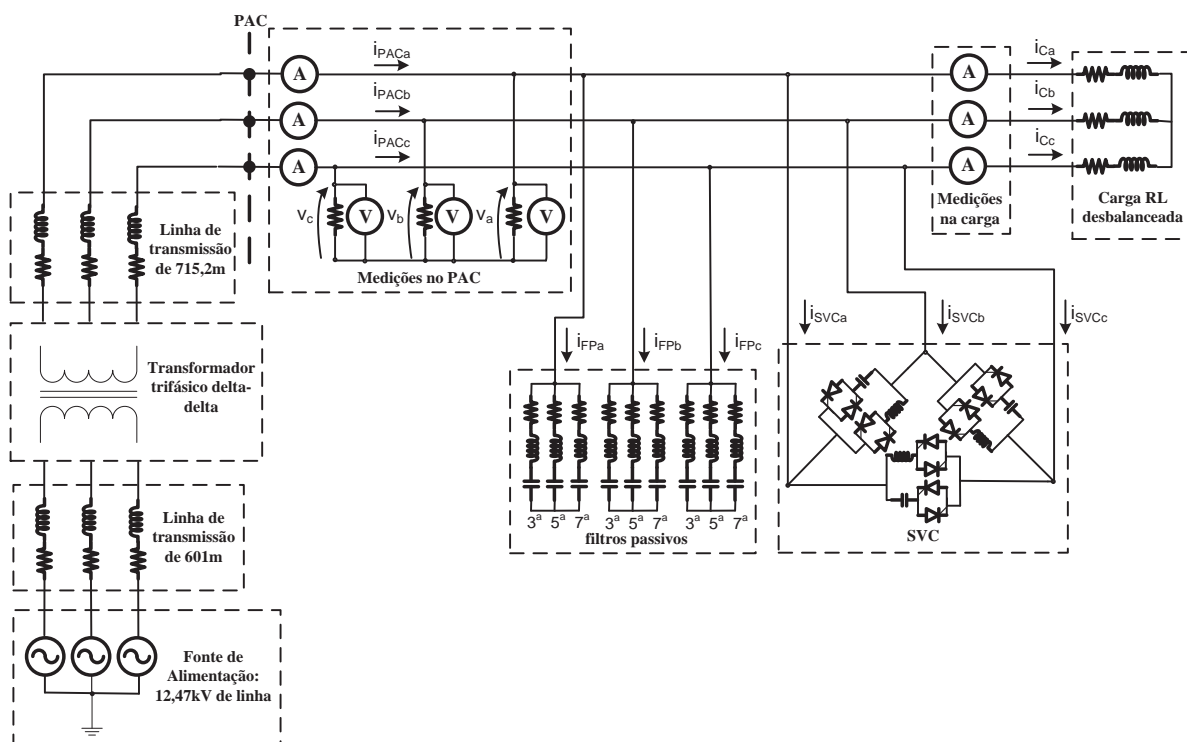 PAC
A
A
A
iPACa
iPACb
iPACc
vc
V
vb
V
va
V
Medições no PAC
A
A
A
Medições
na carga
iCa
iCb
iCc
Carga RL
desbalanceada
Linha de
transmissão
de 715,2m
Transformador
trifásico delta-
delta
Linha de
transmissão
de 601m
Fonte de
Alimentação:
12,47kV de linha
iFPa
iFPb
iFPc
3ª 5ª 7ª 3ª 5ª 7ª 3ª 5ª 7ª
filtros passivos
iSVCa
iSVCb
iSVCc
SVC